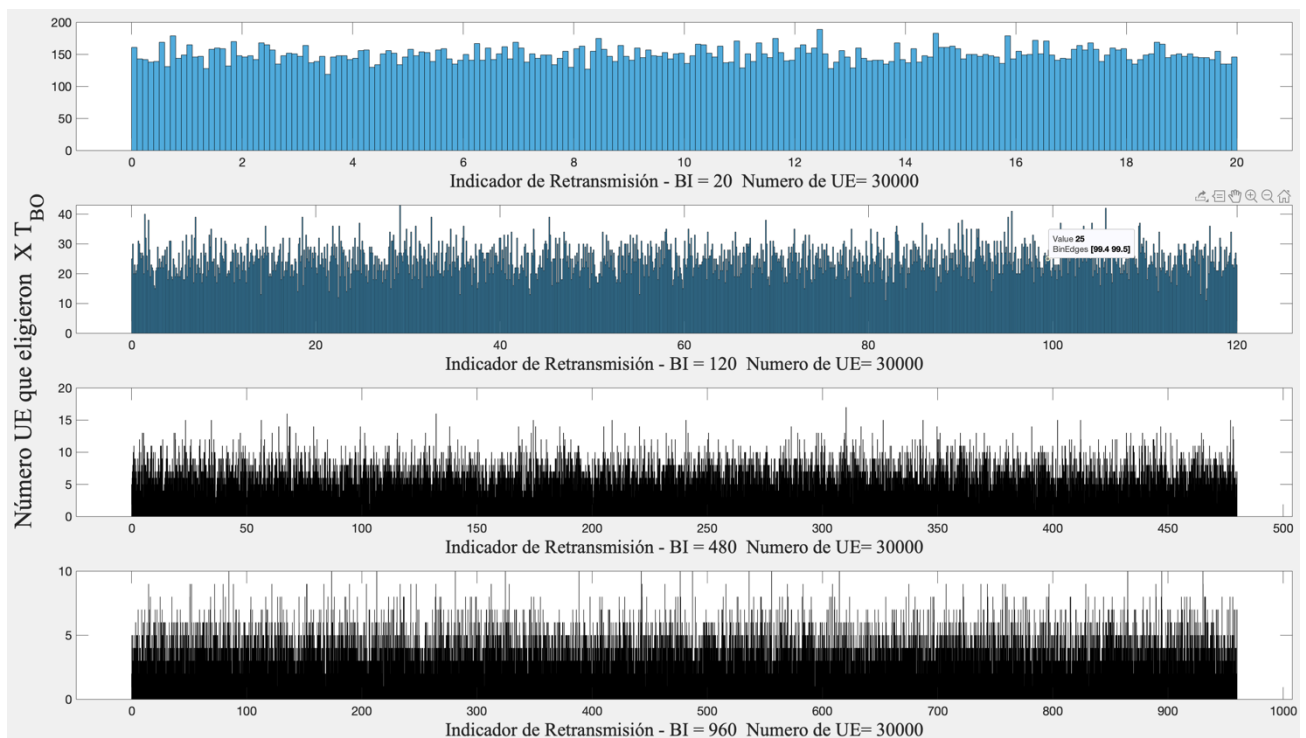 200
150
100
50
0
0 2 4 6 8 10 12 14 16 18 20
Indicador de Retransmisión - BI = 20 Numero de UE= 30000
Número UE que eligieron X T_BO
40
30
20
10
0
Value 25
BinEdges [99.4 99.5]
0 20 40 60 80 100 120
Indicador de Retransmisión - BI = 120 Numero de UE= 30000
20
15
10
5
0
0 50 100 150 200 250 300 350 400 450 500
Indicador de Retransmisión - BI = 480 Numero de UE= 30000
10
5
0
0 100 200 300 400 500 600 700 800 900 1000
Indicador de Retransmisión - BI = 960 Numero de UE= 30000